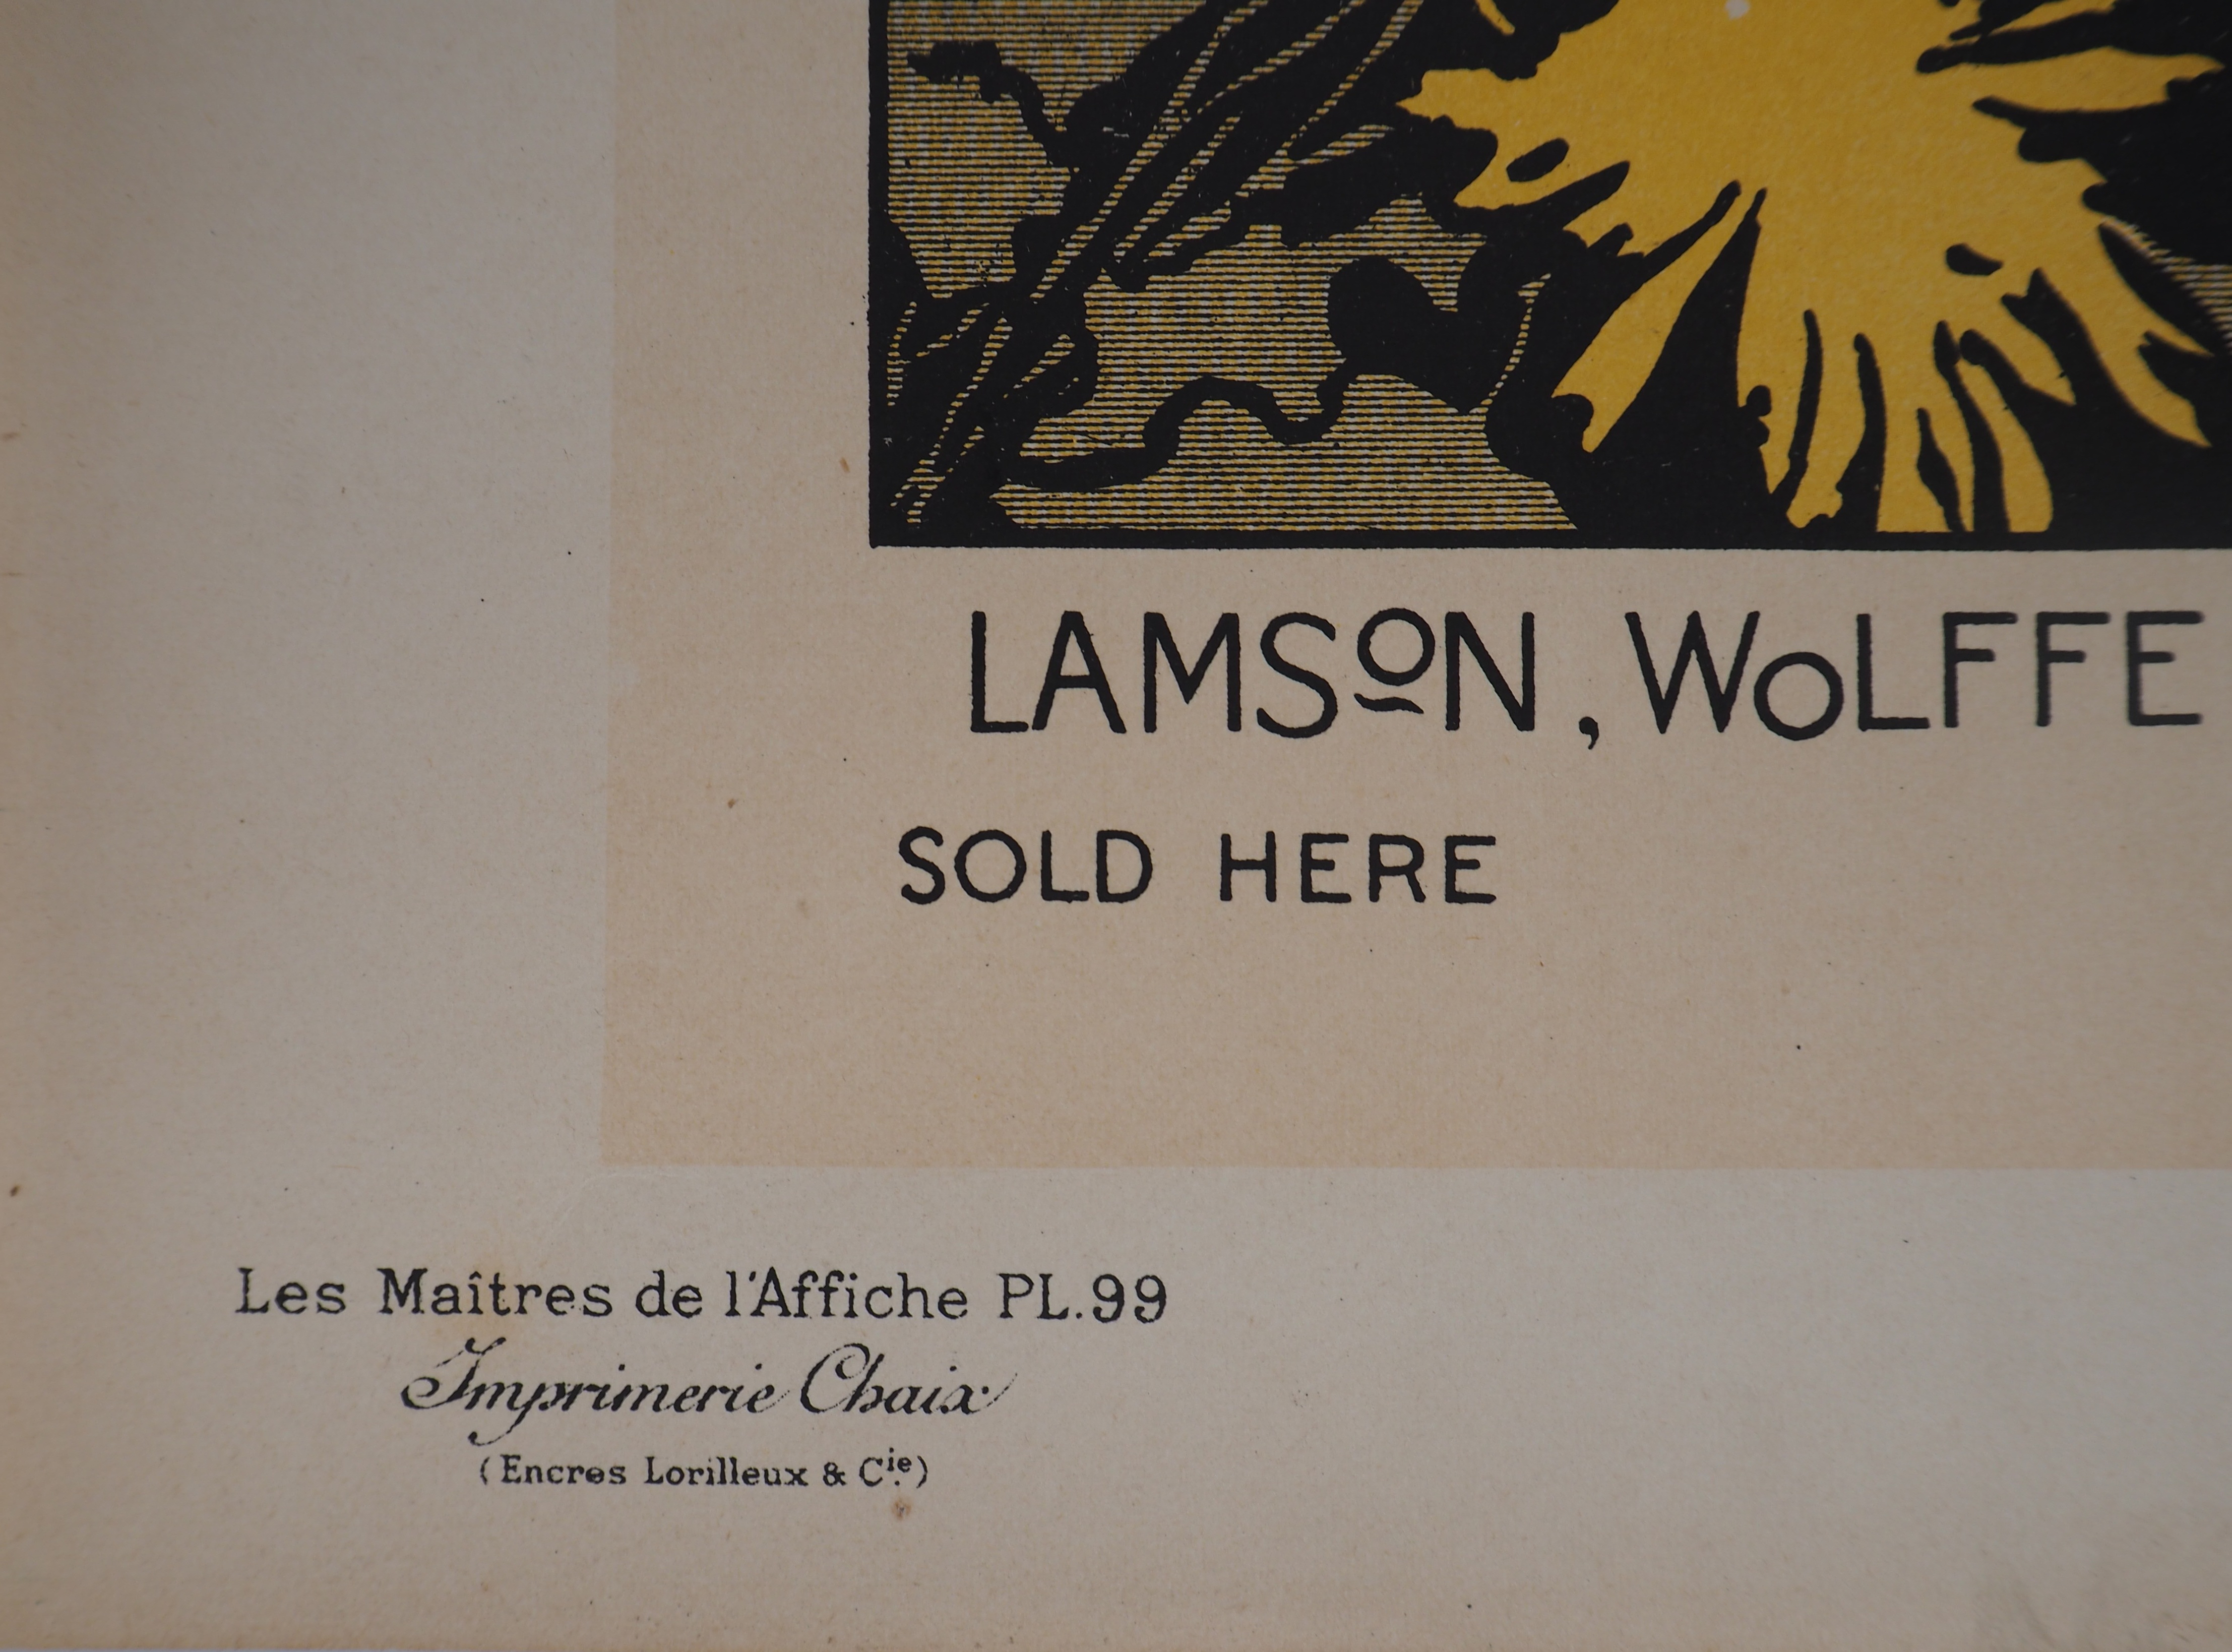 LAMSON, WOLFFE
SOLD HERE
Les Maîtres de l'Affiche PL.99
Imprimerie Chaix
(Encres Lorilleux & Cie)